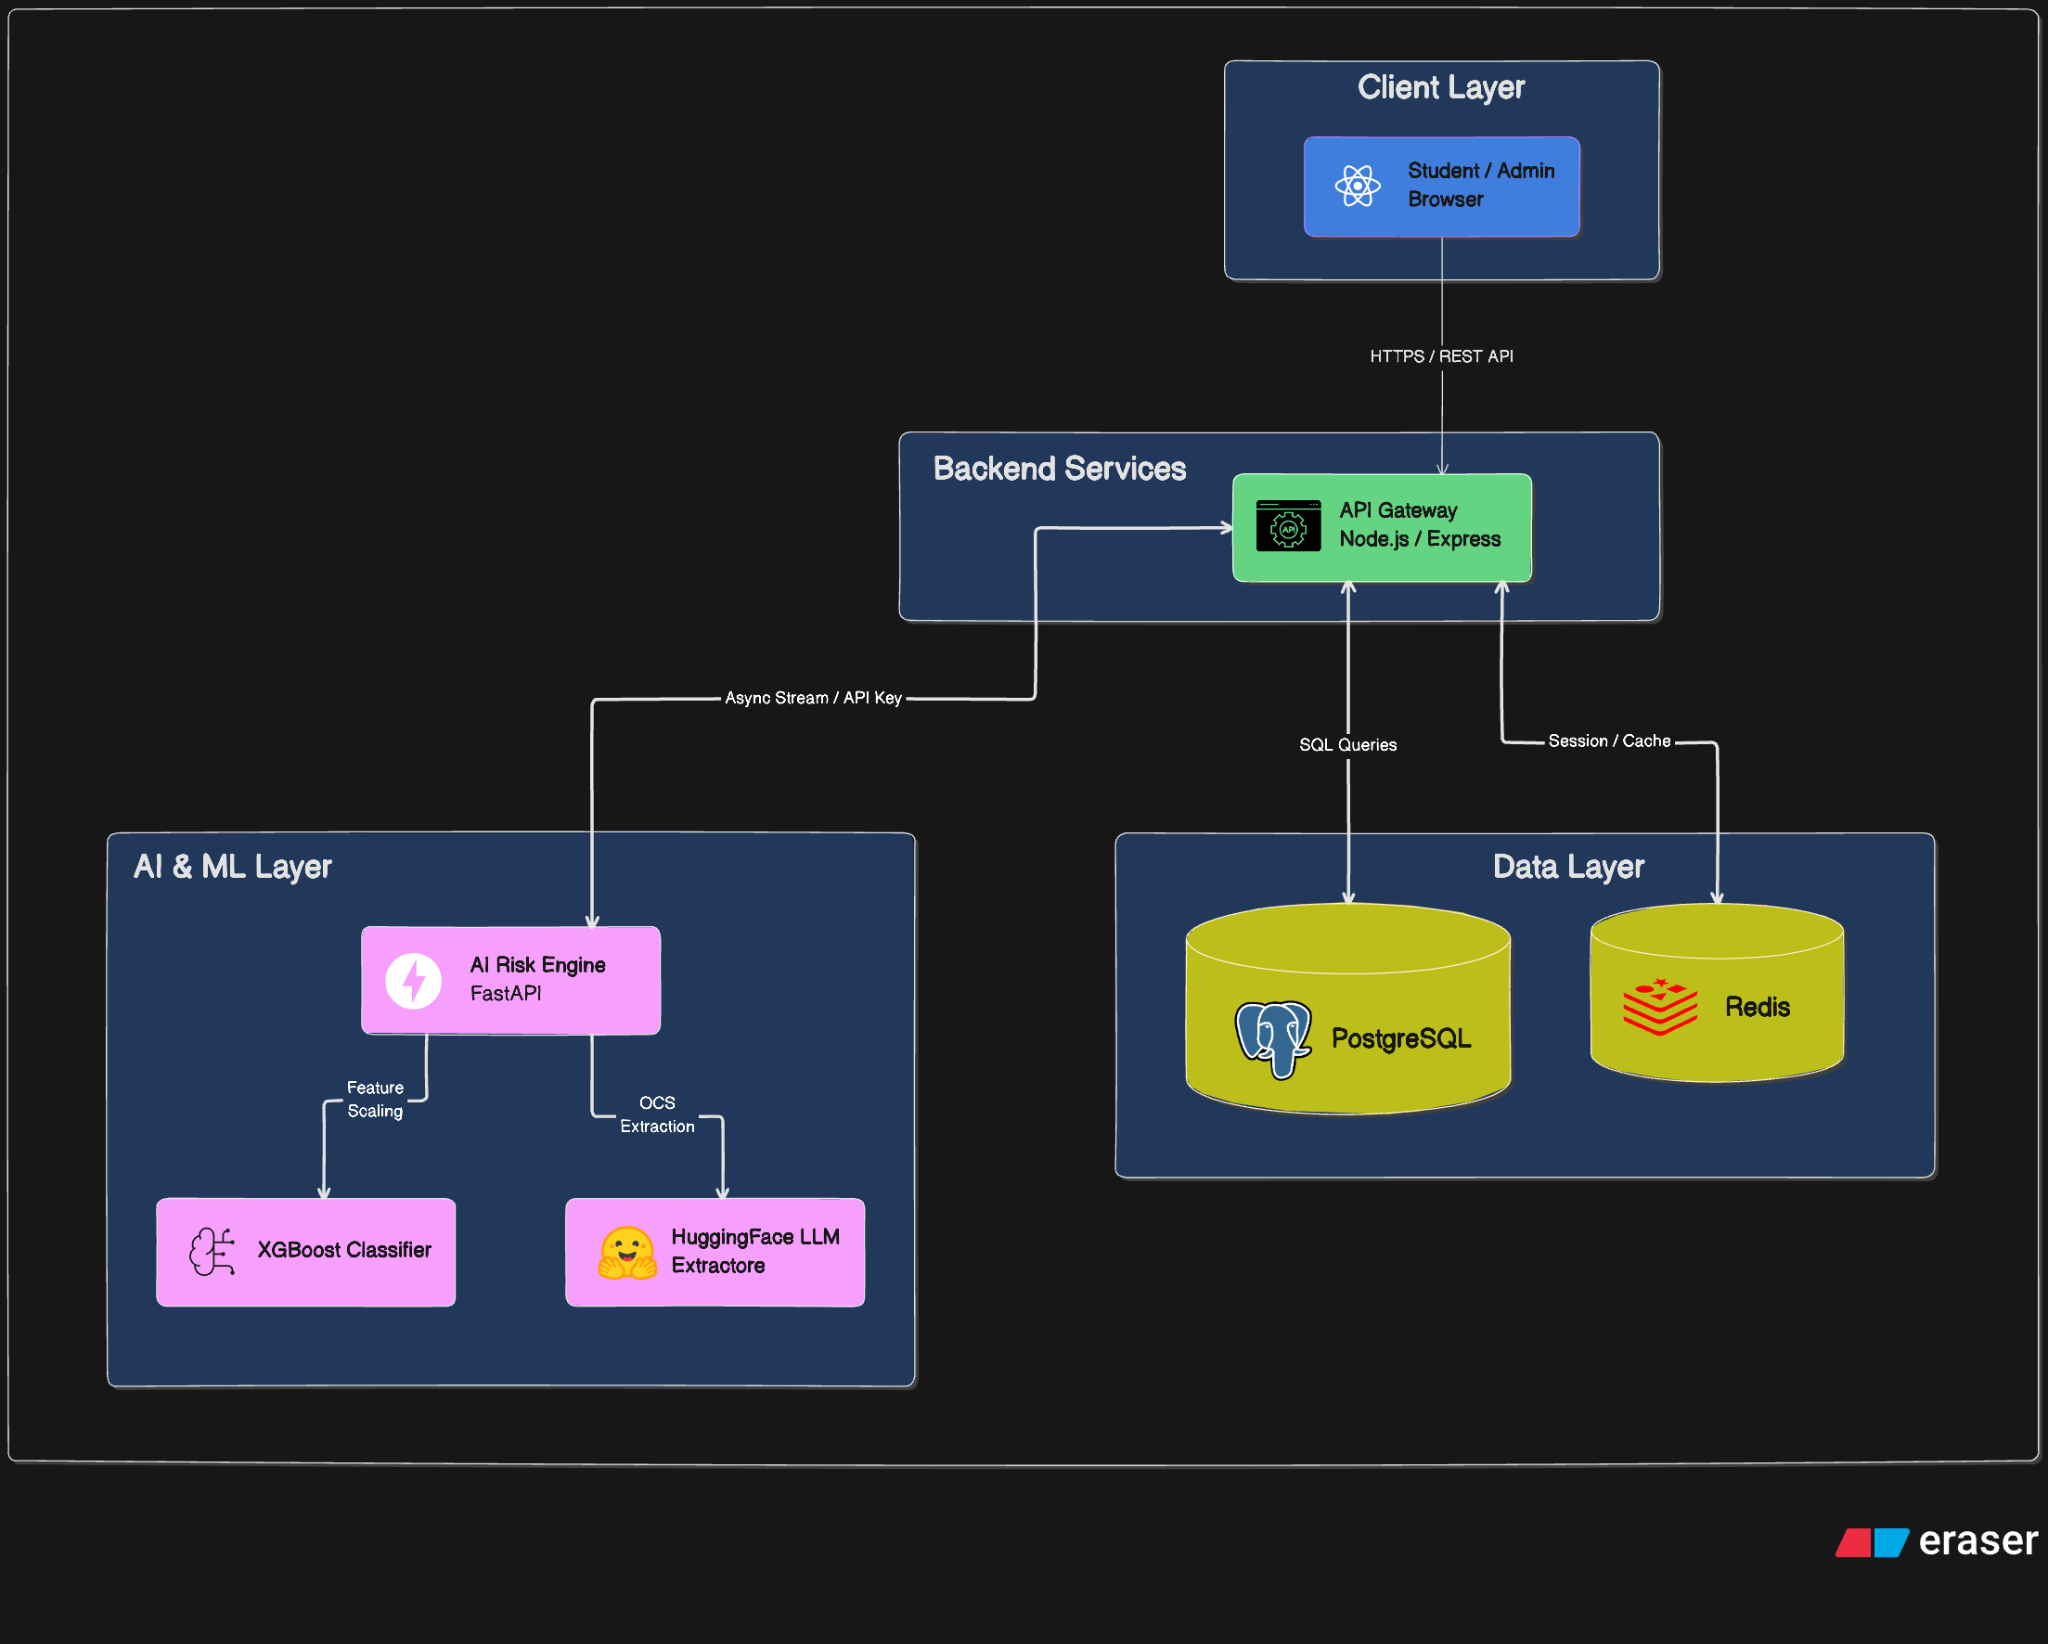 Client Layer
Student / Admin
Browser
HTTPS / REST API
Backend Services
API
API Gateway
Node.js / Express
Async Stream / API Key
SQL Queries
Session / Cache
AI & ML Layer
AI Risk Engine
FastAPI
Feature
Scaling
OCS
Extraction
XGBoost Classifier
HuggingFace LLM
Extractore
Data Layer
PostgreSQL
Redis
eraser